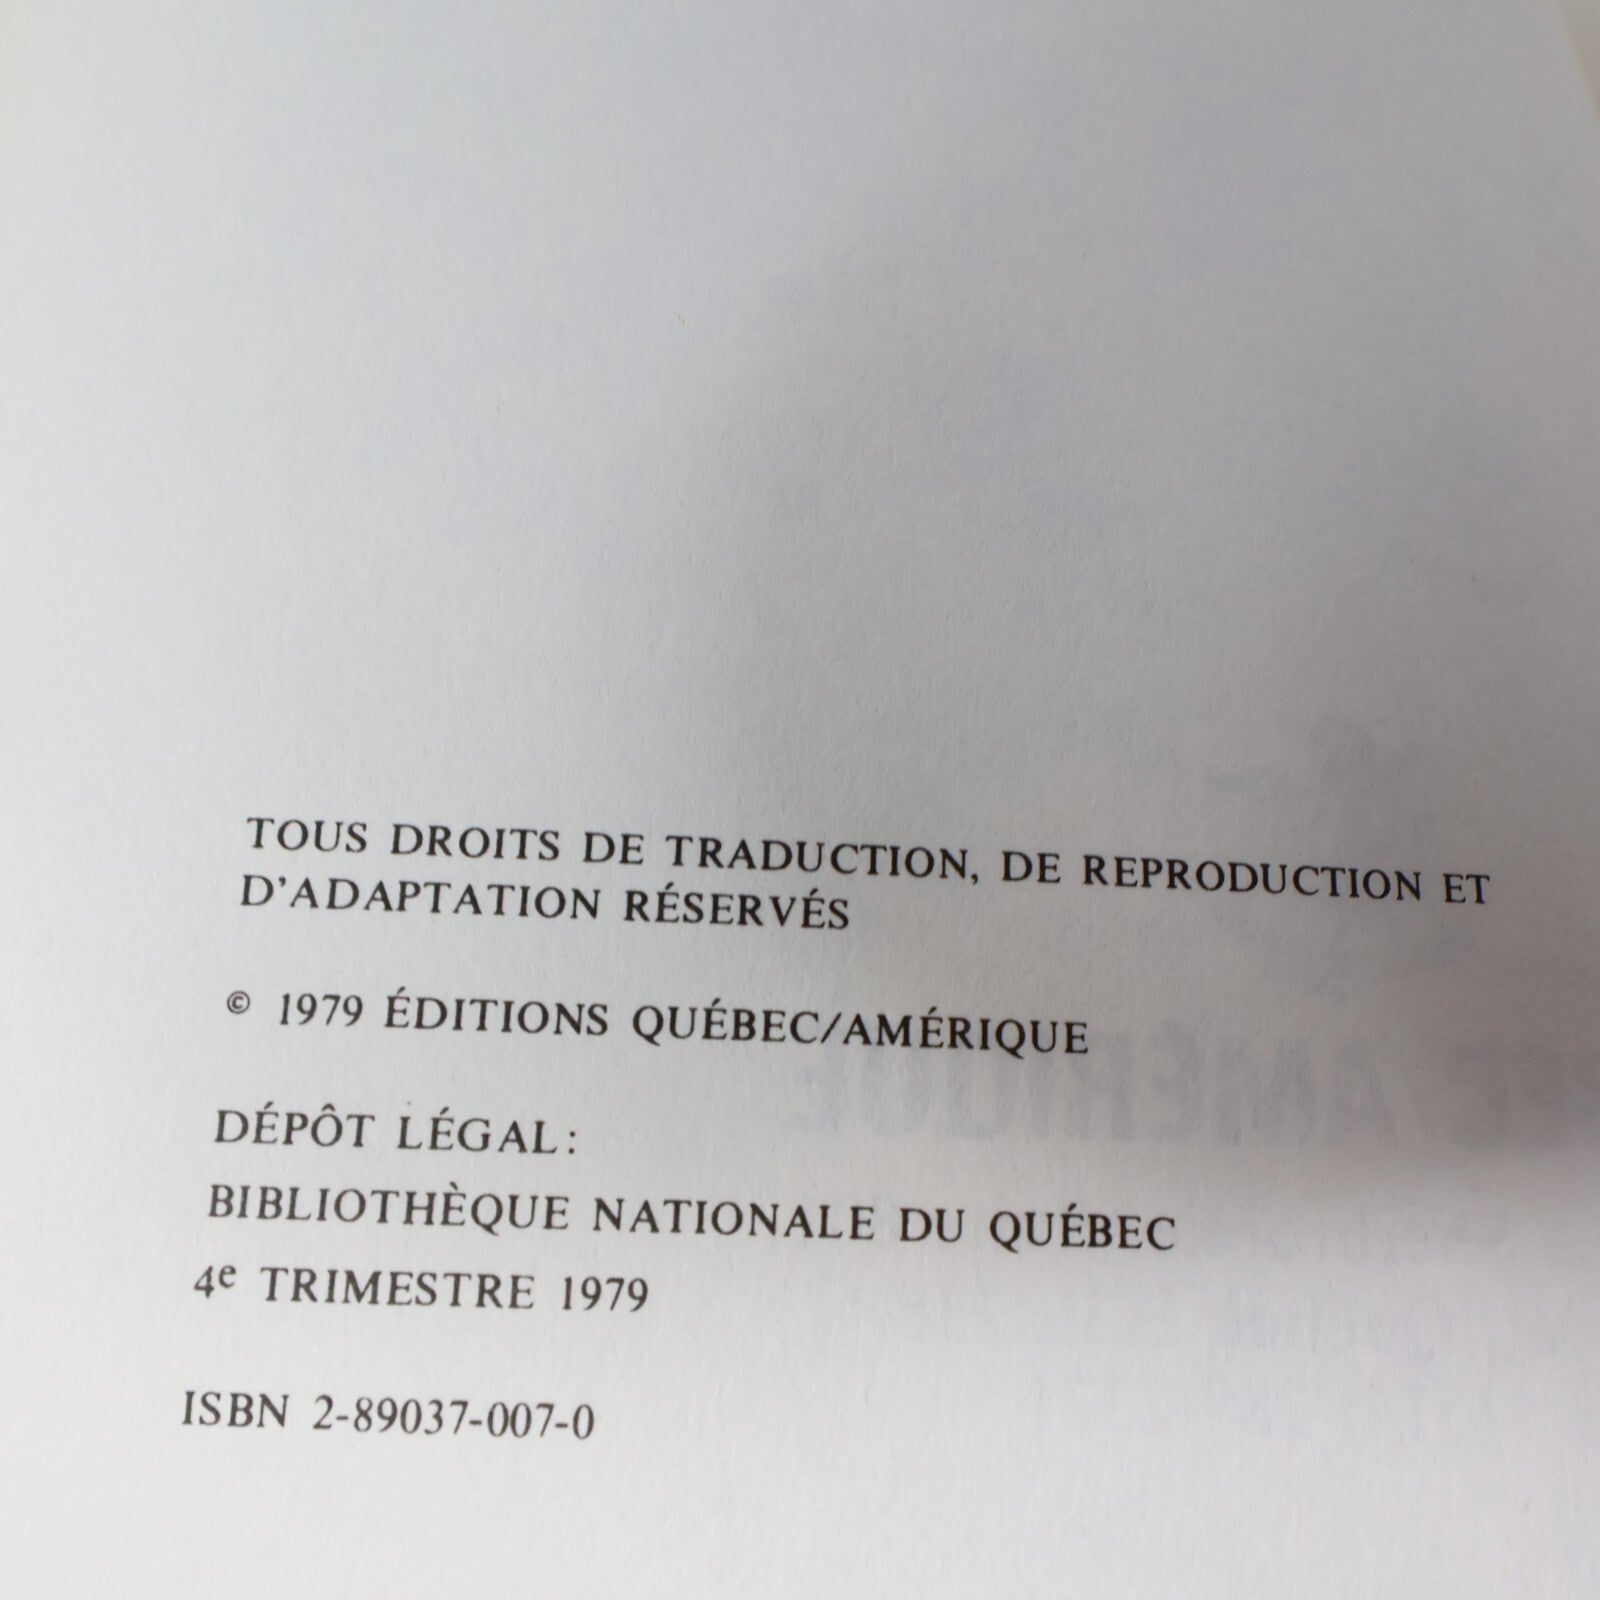 TOUS DROITS DE TRADUCTION, DE REPRODUCTION ET
D'ADAPTATION RÉSERVÉS
© 1979 ÉDITIONS QUÉBEC/AMÉRIQUE
DÉPÔT LÉGAL:
BIBLIOTHÈQUE NATIONALE DU QUÉBEC
4e TRIMESTRE 1979
ISBN 2-89037-007-0